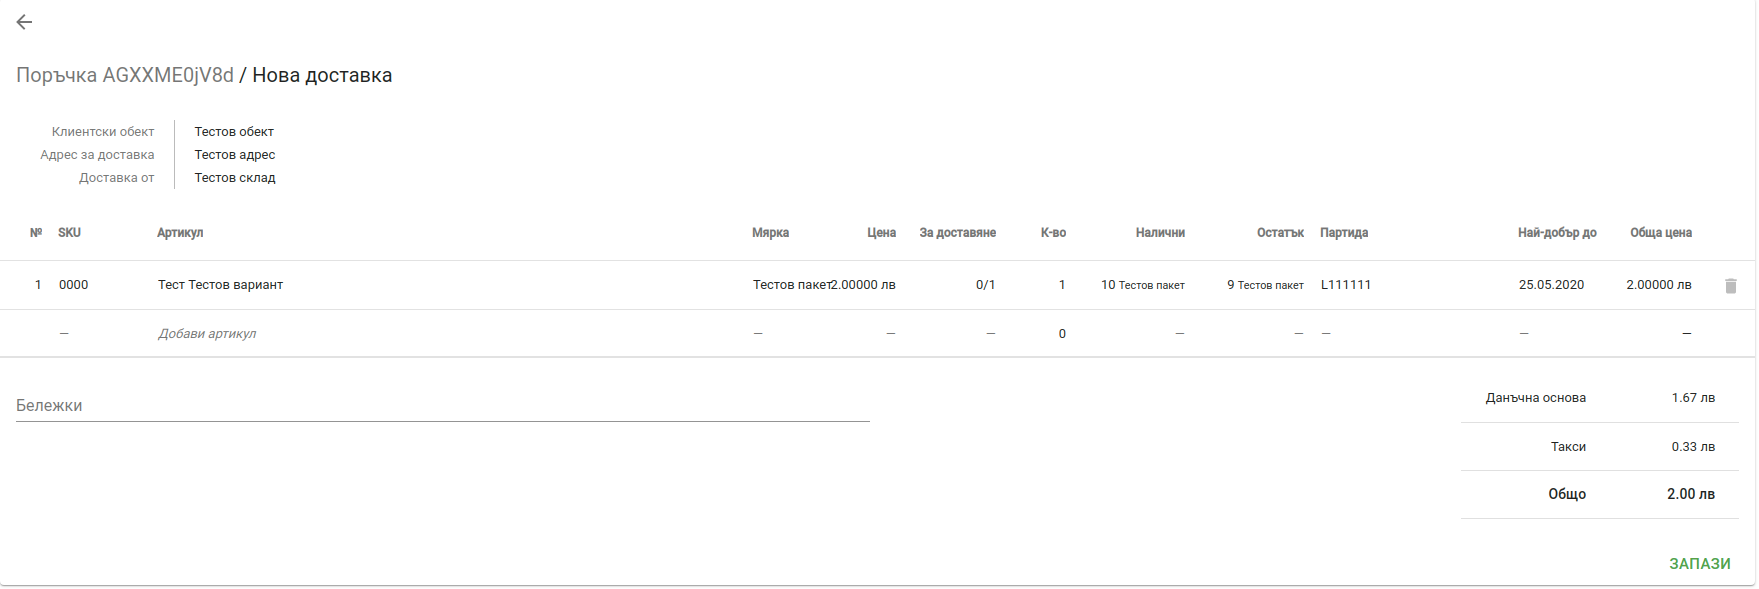 Поръчка AGXXME0jV8d / Нова доставка
Клиентски обект Тестов обект
Адрес за доставка Тестов адрес
Доставка от Тестов склад
№ SKU Артикул Мярка Цена За доставяне К-во Налични Остатък Партида Най-добър до Обща цена
1 0000 Тест Тестов вариант Тестов пакет 2.00000 лв 0/1 1 10 Тестов пакет 9 Тестов пакет L111111 25.05.2020 2.00000 лв
— Добави артикул — — — 0 — — — — —
Бележки
Данъчна основа 1.67 лв
Такси 0.33 лв
Общо 2.00 лв
ЗАПАЗИ